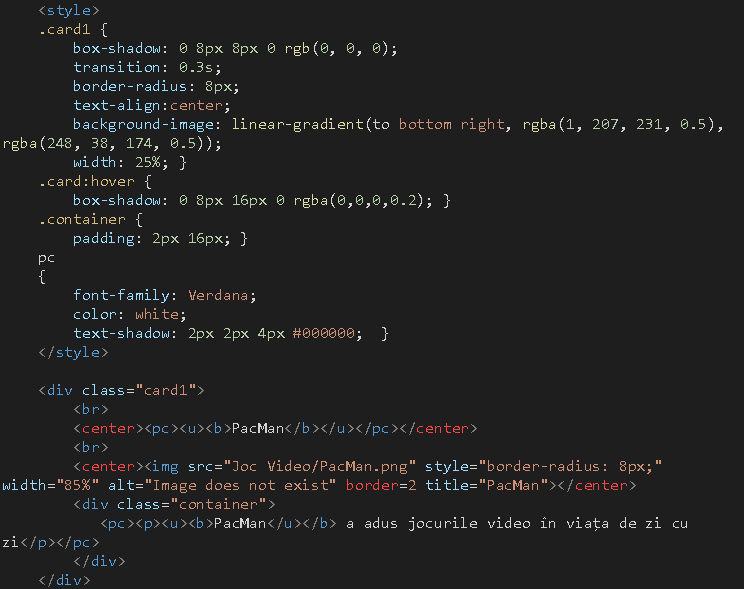 <style>
.card1 {
box-shadow: 0 8px 8px 0 rgb(0, 0, 0);
transition: 0.3s;
border-radius: 8px;
text-align:center;
background-image: linear-gradient(to bottom right, rgba(1, 207, 231, 0.5),
rgba(248, 38, 174, 0.5));
width: 25%; }
.card:hover {
box-shadow: 0 8px 16px 0 rgba(0,0,0,0.2); }
.container {
padding: 2px 16px; }
pc
{
font-family: Verdana;
color: white;
text-shadow: 2px 2px 4px #000000;  }
</style>
<div class="card1">
<br>
<center><pc><u><b>PacMan</b></u></pc></center>
<br>
<center><img src="Joc Video/PacMan.png" style="border-radius: 8px;"
width="85%" alt="Image does not exist" border=2 title="PacMan"></center>
<div class="container">
<pc><p><u><b>PacMan</u></b> a adus jocurile video în viața de zi cu
zi</p></pc>
</div>
</div>